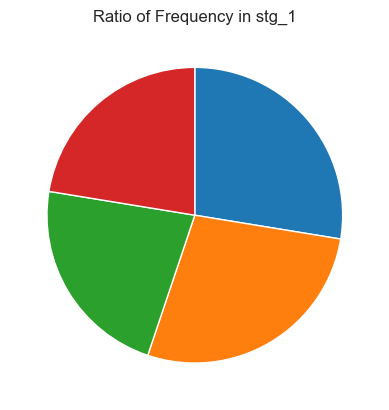 Ratio of Frequency in stg_1